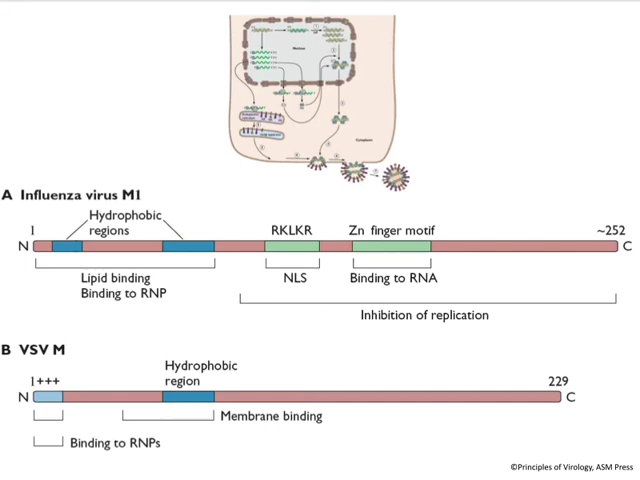 Nucleus
Cytoplasm
A Influenza virus M1
Hydrophobic
regions
1
RKLKR
Zn finger motif
~252
N
C
Lipid binding
Binding to RNP
NLS
Binding to RNA
Inhibition of replication
B VSV M
Hydrophobic
region
1+++
229
N
C
Membrane binding
Binding to RNPs
©Principles of Virology, ASM Press